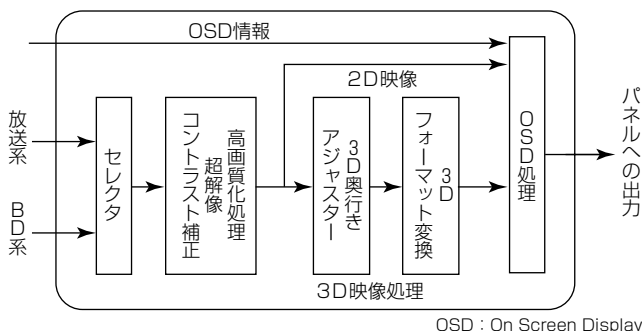 OSD情報
2D映像
放送系
BD系
セレクタ
高画質化処理
超解像
コントラスト補正
3D奥行き
アジャスター
3D
フォーマット変換
OSD処理
パネルへの出力
3D映像処理
OSD：On Screen Display